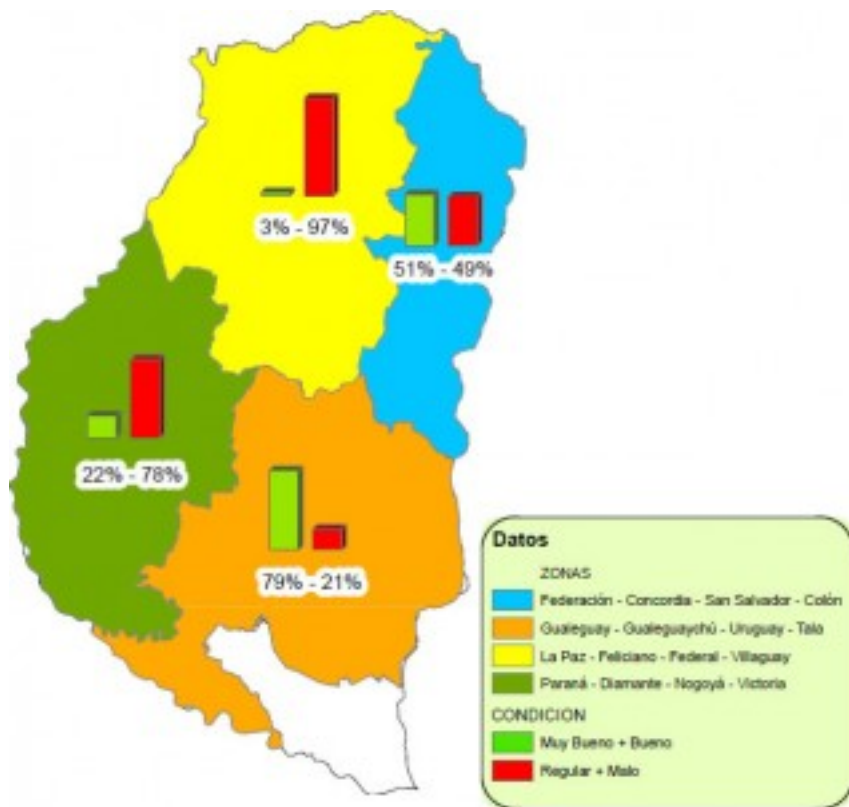 3% - 97%
51% - 49%
22% - 78%
79% - 21%
Datos
ZONAS
Federación - Concordia - San Salvador - Colón
Gualeguay - Gualeguaychú - Uruguay - Tala
La Paz - Feliciano - Federal - Villaguay
Paraná - Diamante - Nogoyá - Victoria
CONDICION
Muy Bueno + Bueno
Regular + Malo